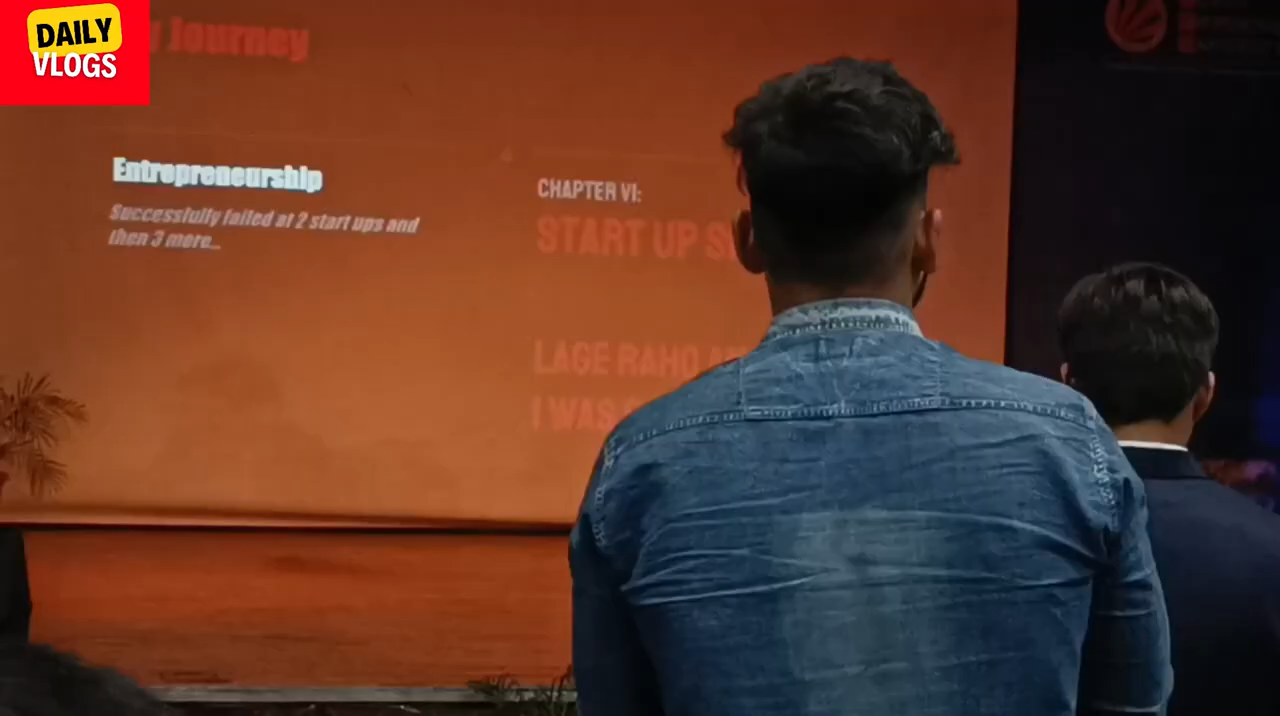 DAILY
VLOGS
Journey
Entrepreneurship
Successfully failed at 2 start ups and
then 3 more...
CHAPTER VI:
START UP
LAGE RAHO
I WAS